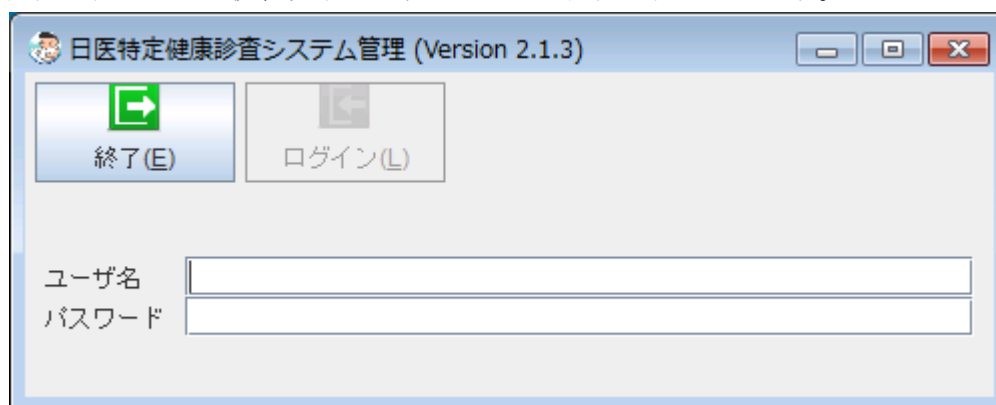 日医特定健康診査システム管理 (Version 2.1.3)
終了(E)
ログイン(L)
ユーザ名
パスワード